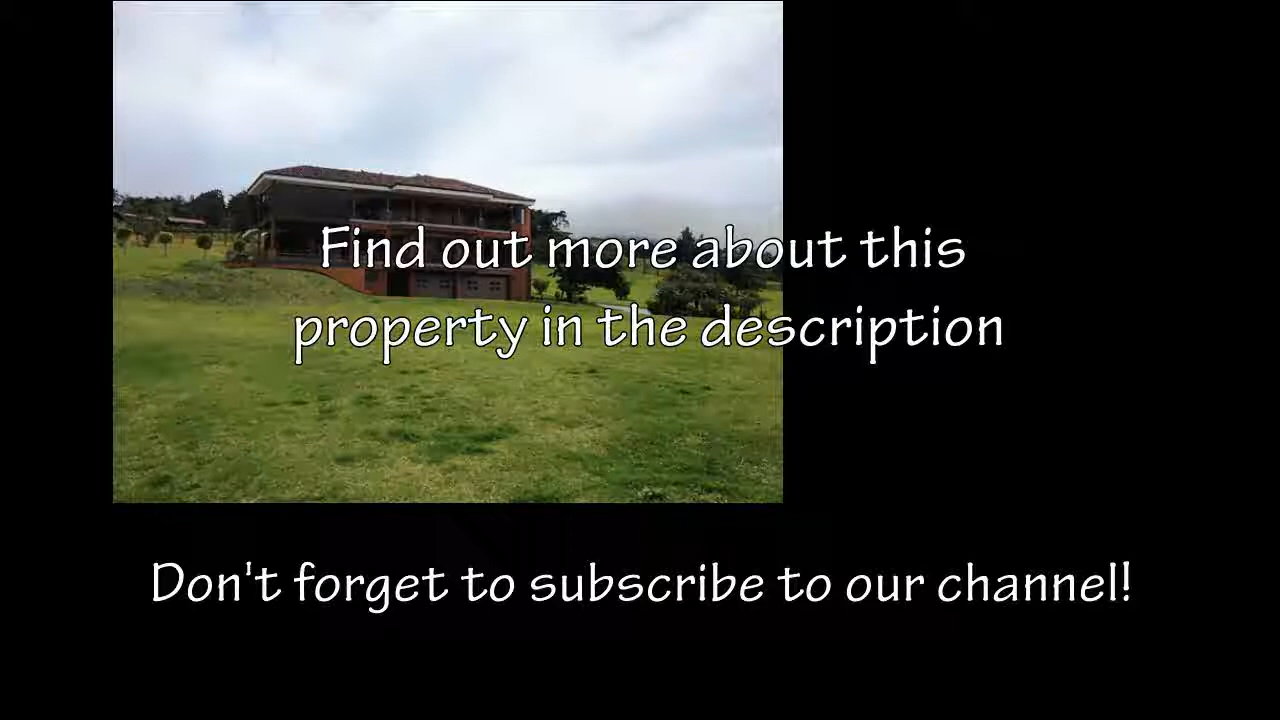 Find out more about this
property in the description
Don't forget to subscribe to our channel!